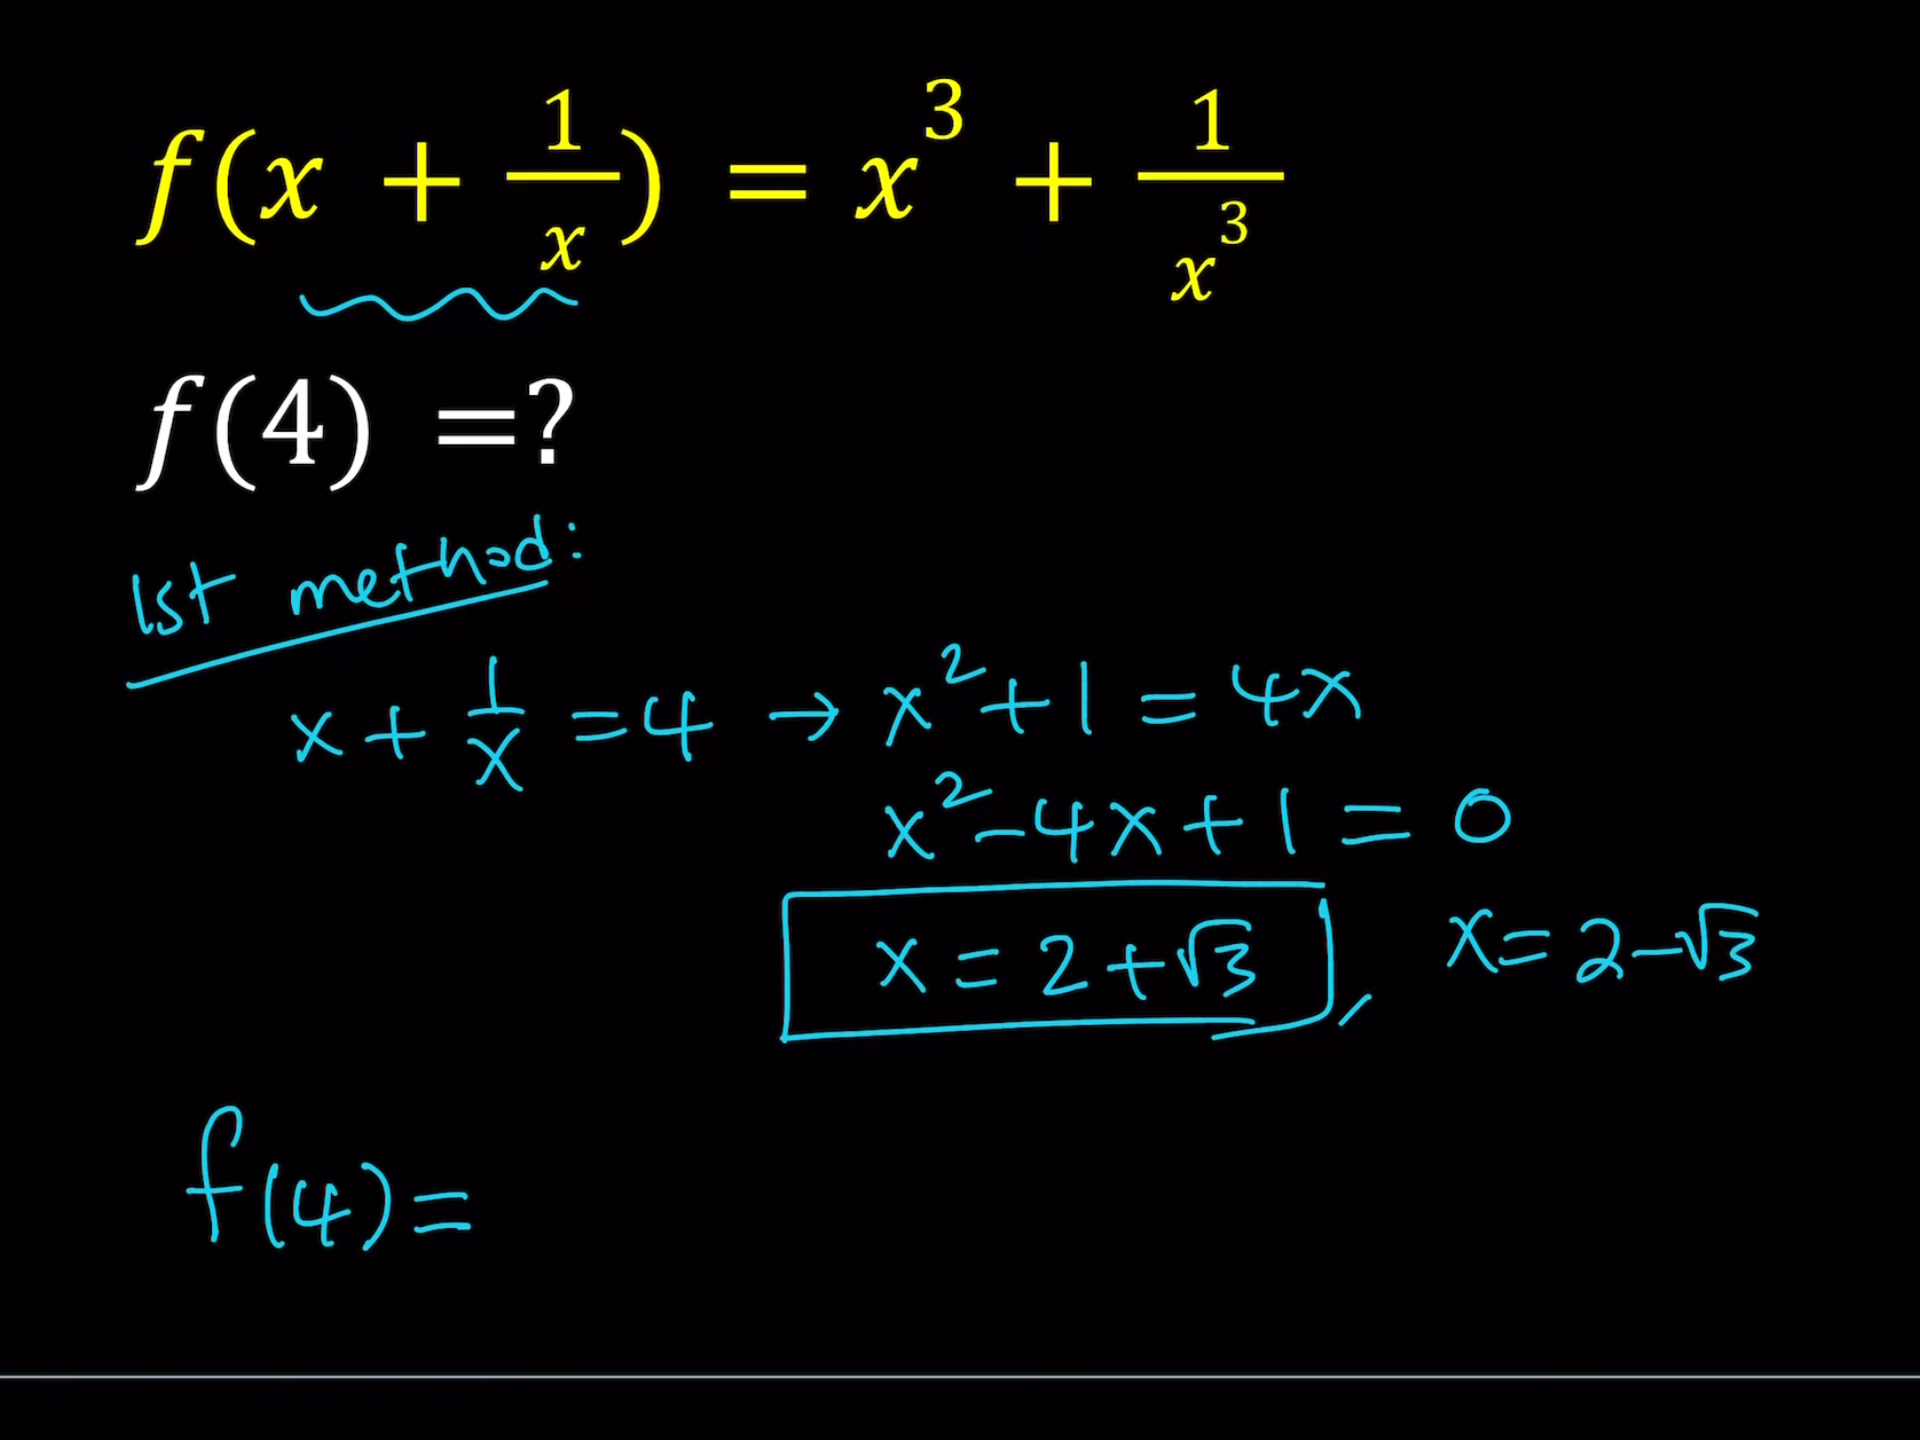 f(x + 1/x) = x³ + 1/x³
f(4) =?
1st method:
x + 1/x = 4 → x² + 1 = 4x
x² − 4x + 1 = 0
x = 2 + √3, x = 2 − √3
f(4) =